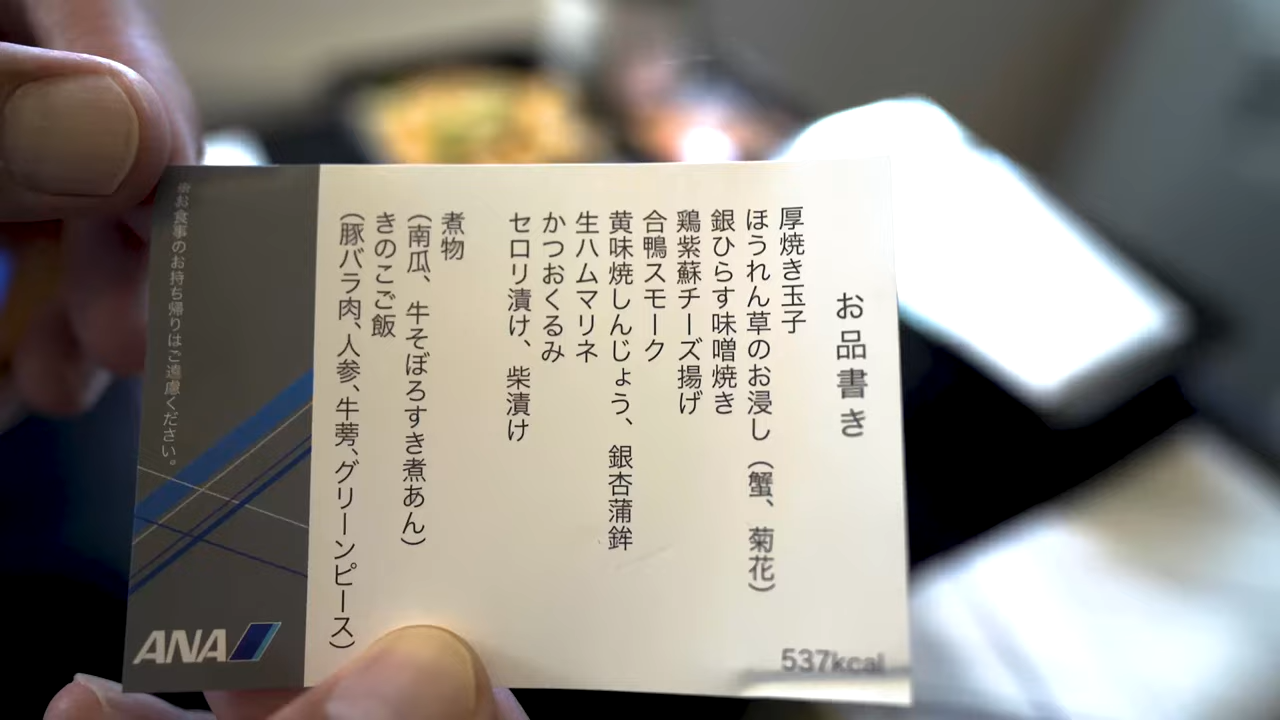 お品書き
厚焼き玉子
ほうれん草のお浸し（蟹、菊花）
銀ひらす味噌焼き
鶏紫蘇チーズ揚げ
合鴨スモーク
黄味焼しんじょう、銀杏蒲鉾
生ハムマリネ
かつおくるみ
セロリ漬け、柴漬け
煮物
（南瓜、牛そぼろすき煮あん）
きのこご飯
（豚バラ肉、人参、牛蒡、グリーンピース）
537kcal
※お食事のお持ち帰りはご遠慮ください。
ANA